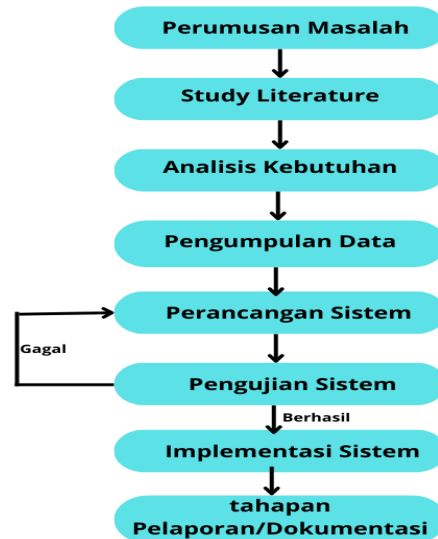 Perumusan Masalah
Study Literature
Analisis Kebutuhan
Pengumpulan Data
Perancangan Sistem
Gagal
Pengujian Sistem
Berhasil
Implementasi Sistem
tahapan
Pelaporan/Dokumentasi